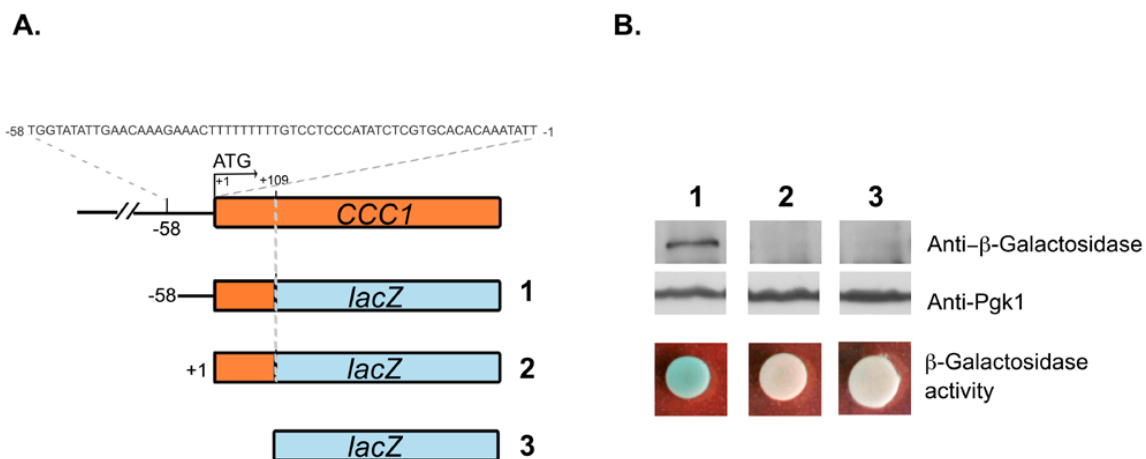 A.
-58 TGGTATATTGAACAAAGAAACTTTTTTTTTGTCCTCCCATATCTCGTGCACACAAATATT -1
ATG
+1
+109
CCC1
-58
-58
lacZ
1
+1
lacZ
2
lacZ
3
B.
1 2 3
Anti–β-Galactosidase
Anti-Pgk1
β-Galactosidase
activity